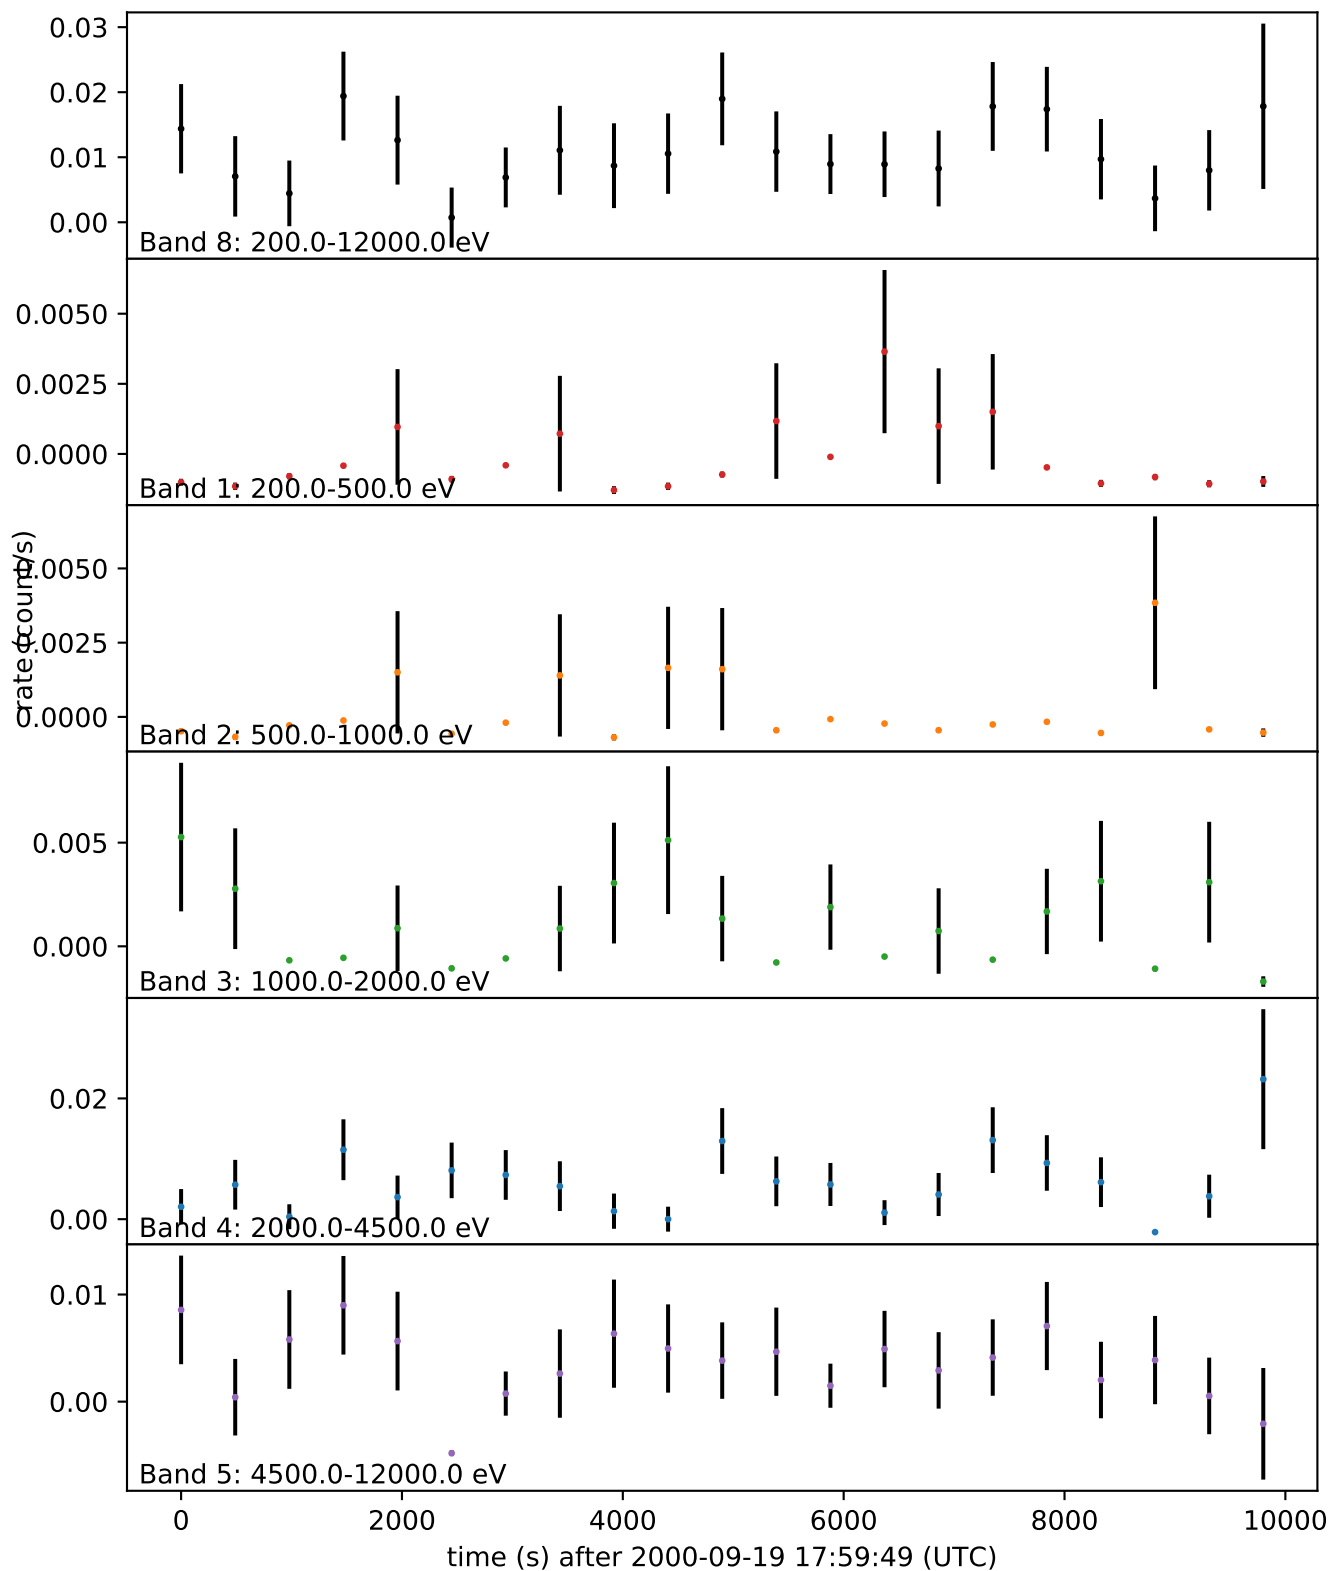 0.03
0.02
0.01
0.00
Band 8: 200.0-12000.0 eV
0.0050
0.0025
0.0000
Band 1: 200.0-500.0 eV
rate (count/s)
0.0050
0.0025
0.0000
Band 2: 500.0-1000.0 eV
0.005
0.000
Band 3: 1000.0-2000.0 eV
0.02
0.00
Band 4: 2000.0-4500.0 eV
0.01
0.00
Band 5: 4500.0-12000.0 eV
0 2000 4000 6000 8000 10000
time (s) after 2000-09-19 17:59:49 (UTC)